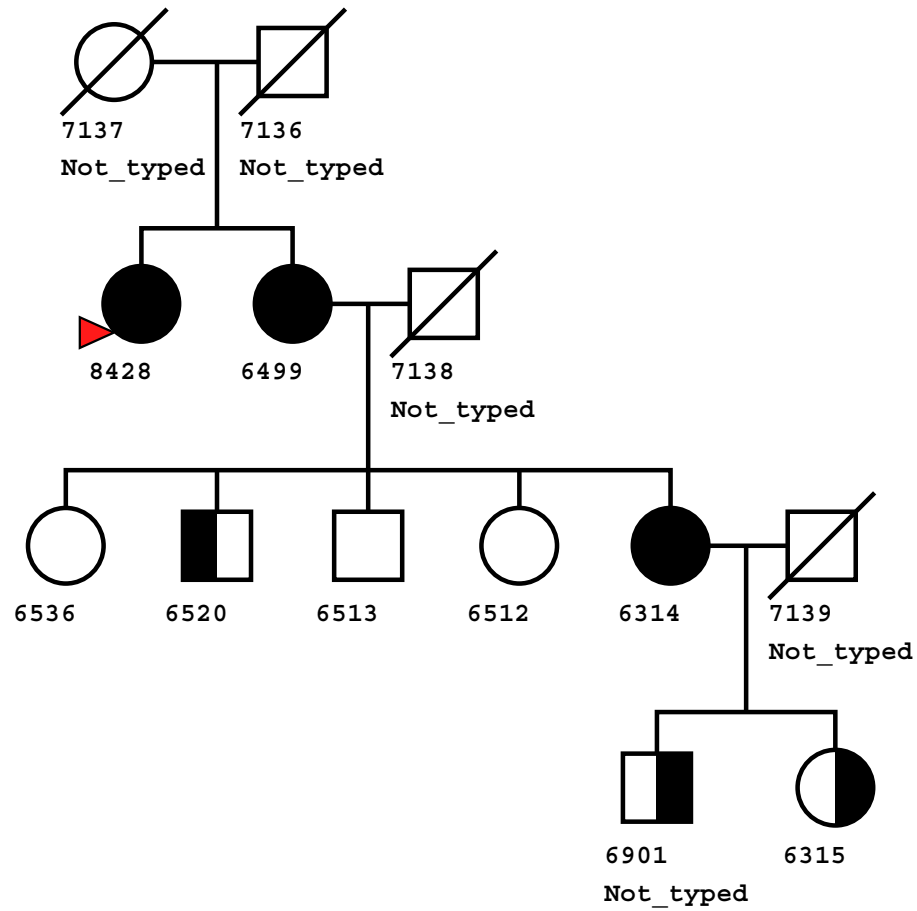 7137 7136
Not_typed Not_typed
8428 6499 7138
Not_typed
6536 6520 6513 6512 6314 7139
Not_typed
6901 6315
Not_typed